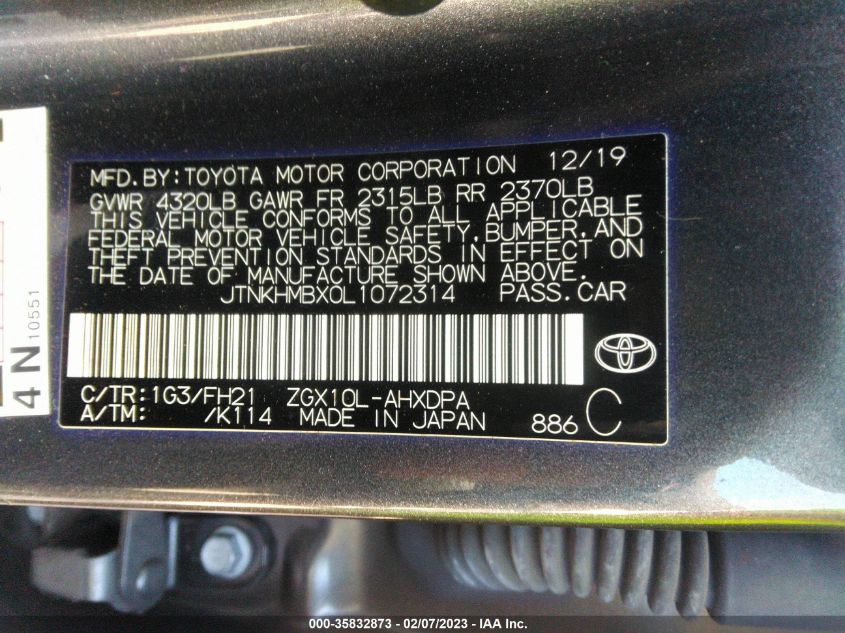 MFD.BY:TOYOTA MOTOR CORPORATION 12/19
GVWR 4320LB GAWR FR 2315LB RR 2370LB
THIS VEHICLE CONFORMS TO ALL APPLICABLE
FEDERAL MOTOR VEHICLE SAFETY,BUMPER,AND
THEFT PREVENTION STANDARDS IN EFFECT ON
THE DATE OF MANUFACTURE SHOWN ABOVE.
JTNKHMBX0L1072314 PASS.CAR
C/TR:1G3/FH21 ZGX10L-AHXDPA
A/TM: /K114 MADE IN JAPAN 886 C
4N 10551
000-35832873 - 02/07/2023 - IAA Inc.